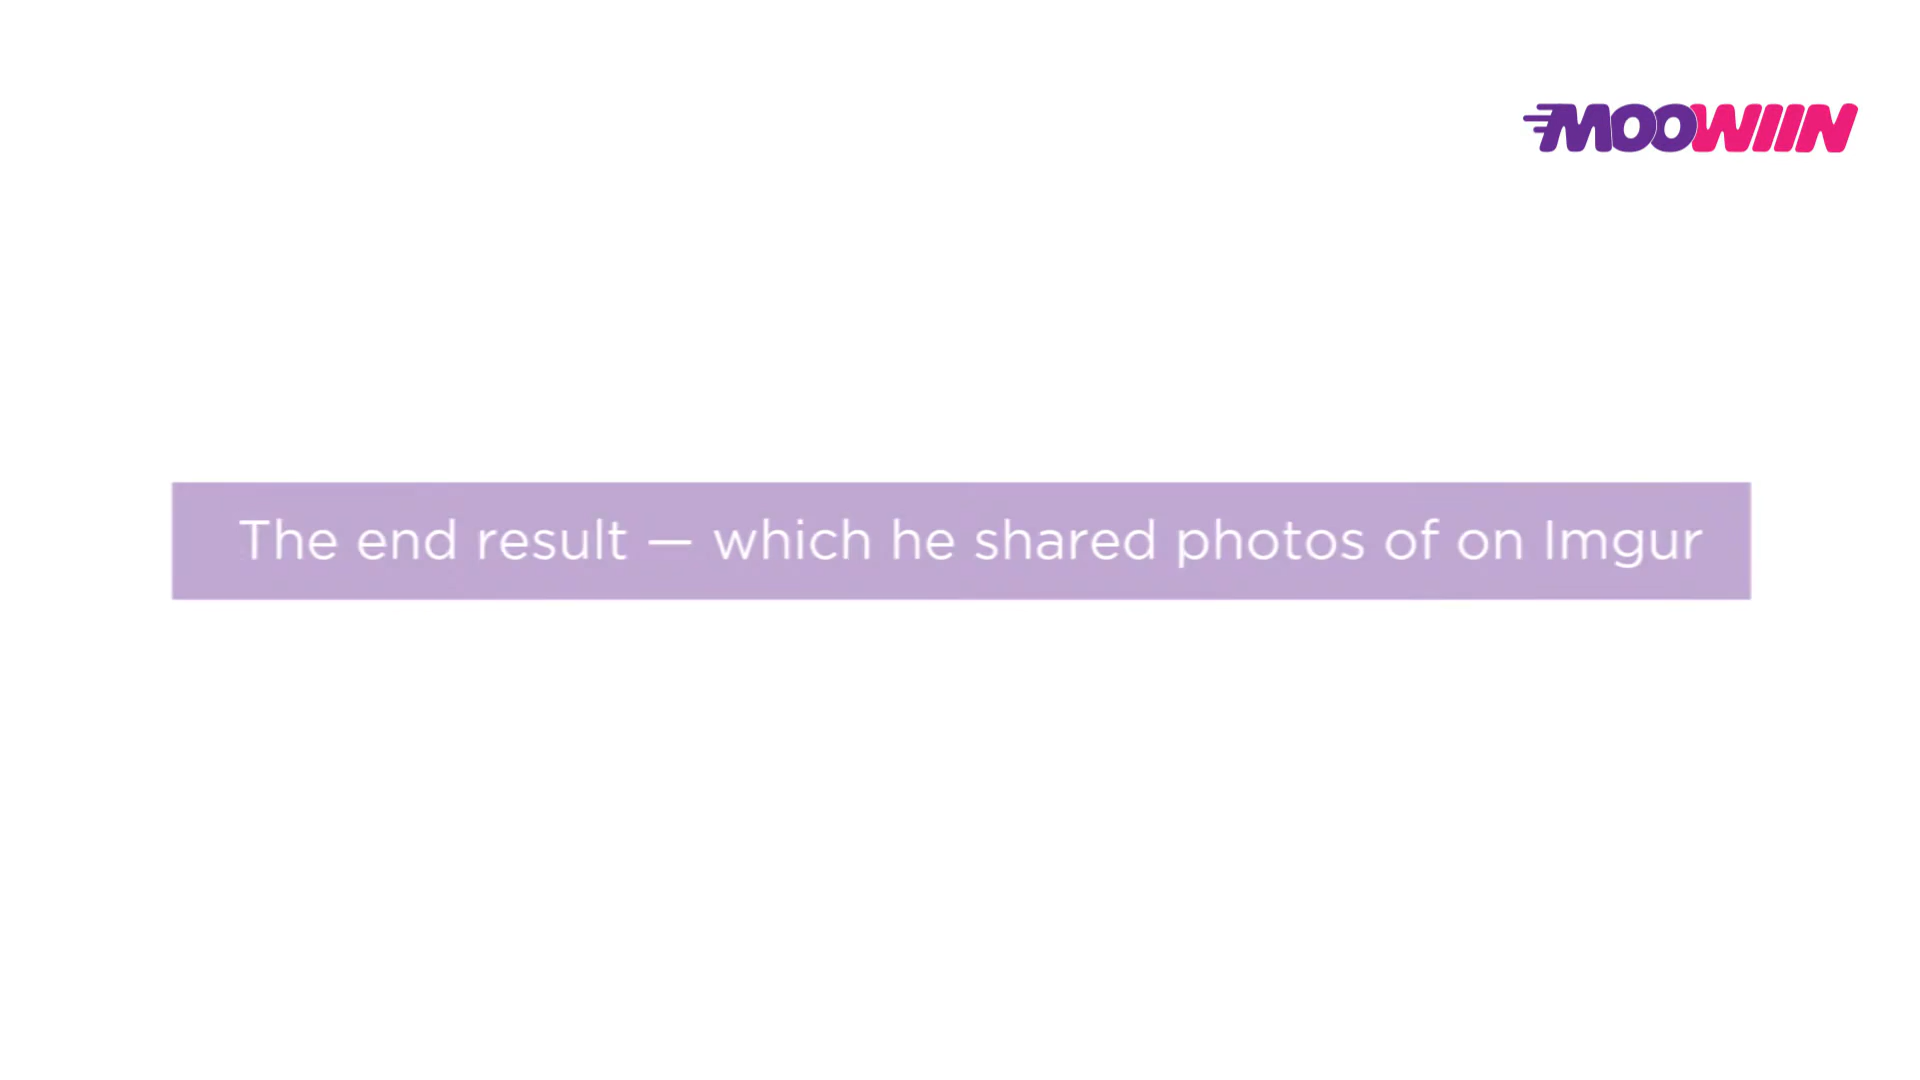 MOOWIIN
The end result — which he shared photos of on Imgur